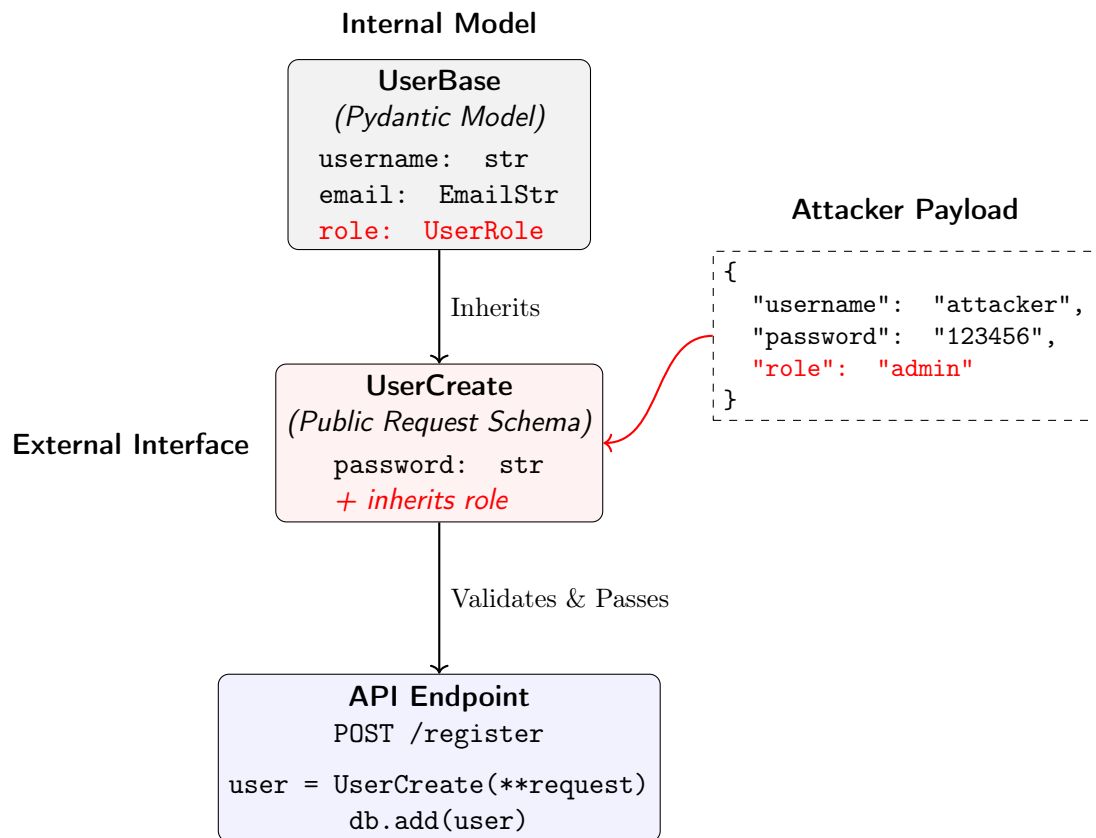 Internal Model
UserBase
(Pydantic Model)
username: str
email: EmailStr
role: UserRole
Inherits
Attacker Payload
{
"username": "attacker",
"password": "123456",
"role": "admin"
}
External Interface
UserCreate
(Public Request Schema)
password: str
+ inherits role
Validates & Passes
API Endpoint
POST /register
user = UserCreate(**request)
db.add(user)